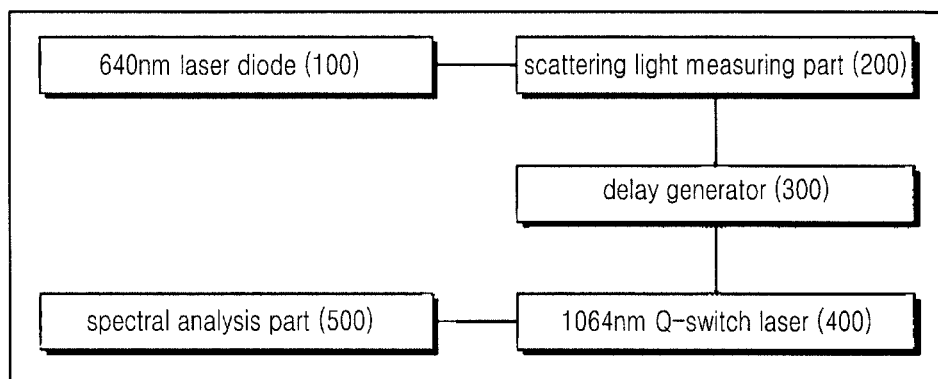 640nm laser diode (100)
scattering light measuring part (200)
delay generator (300)
spectral analysis part (500)
1064nm Q-switch laser (400)